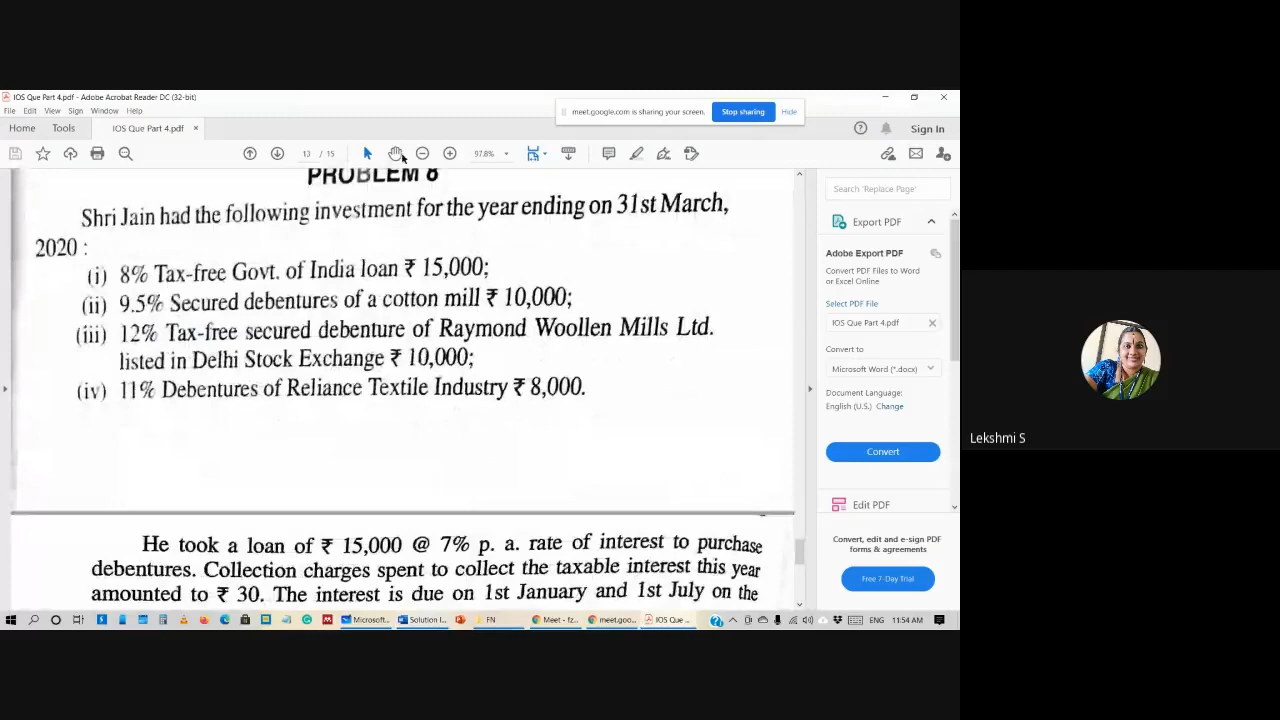 IOS Que Part 4.pdf - Adobe Acrobat Reader DC (32-bit)
File Edit View Sign Window Help
meet.google.com is sharing your screen. Stop sharing Hide
Home Tools IOS Que Part 4.pdf × Sign In
13 / 15 97.8%
PROBLEM 8
Shri Jain had the following investment for the year ending on 31st March,
2020 :
(i) 8% Tax-free Govt. of India loan ₹ 15,000;
(ii) 9.5% Secured debentures of a cotton mill ₹ 10,000;
(iii) 12% Tax-free secured debenture of Raymond Woollen Mills Ltd.
listed in Delhi Stock Exchange ₹ 10,000;
(iv) 11% Debentures of Reliance Textile Industry ₹ 8,000.
He took a loan of ₹ 15,000 @ 7% p. a. rate of interest to purchase
debentures. Collection charges spent to collect the taxable interest this year
amounted to ₹ 30. The interest is due on 1st January and 1st July on the
Search 'Replace Page'
Export PDF
Adobe Export PDF
Convert PDF Files to Word
or Excel Online
Select PDF File
IOS Que Part 4.pdf
Convert to
Microsoft Word (*.docx)
Document Language:
English (U.S.) Change
Convert
Edit PDF
Convert, edit and e-sign PDF
forms & agreements
Free 7-Day Trial
Lekshmi S
Microsoft... Solution I... FN Meet - fz... meet.goo... IOS Que ... ENG 11:54 AM